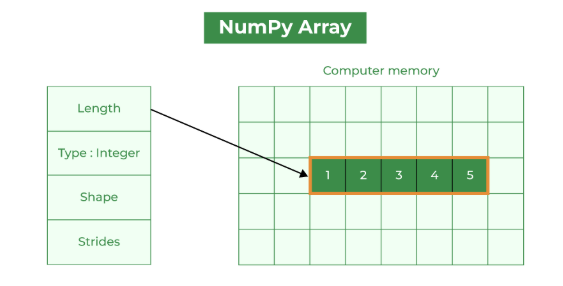 NumPy Array
Computer memory
Length
Type : Integer
Shape
Strides
1 2 3 4 5